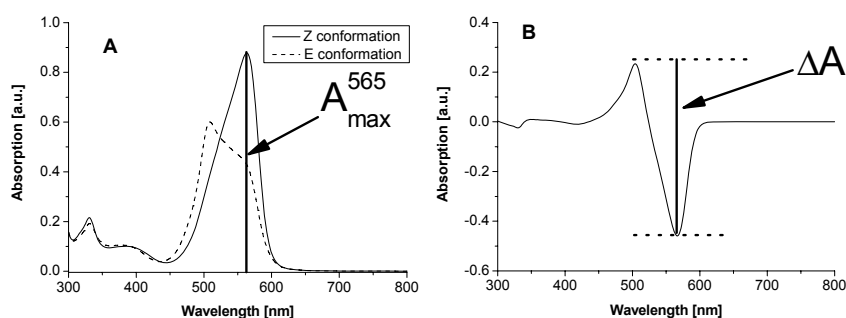 A
Z conformation
E conformation
A 565 max
Absorption [a.u.]
1.0
0.8
0.6
0.4
0.2
0.0
300 400 500 600 700 800
Wavelength [nm]
B
ΔA
Absorption [a.u.]
0.4
0.2
0.0
-0.2
-0.4
-0.6
300 400 500 600 700 800
Wavelength [nm]